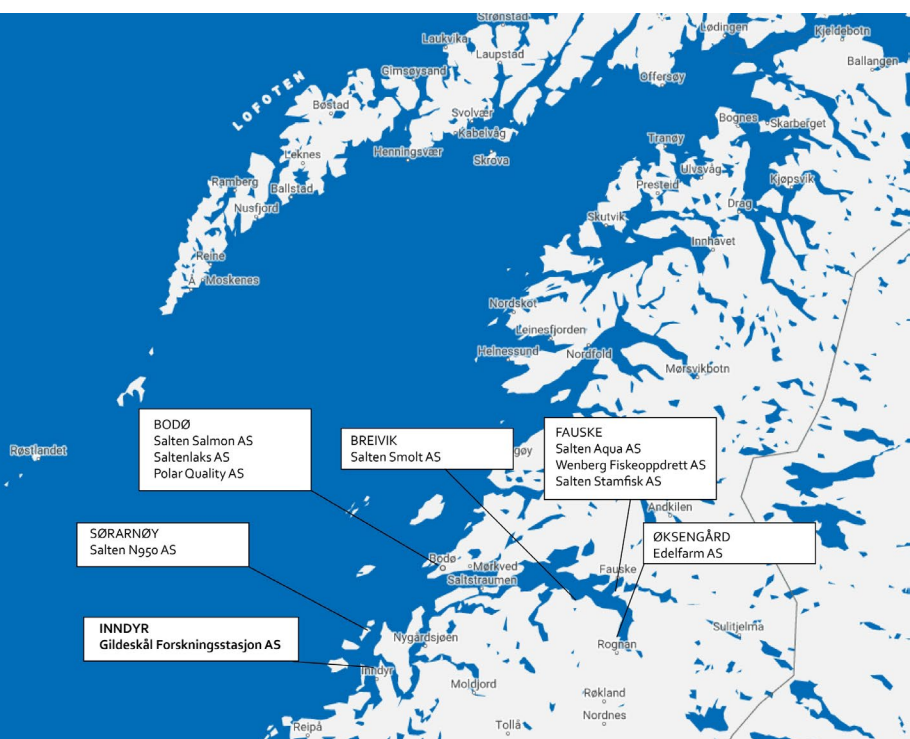 Strønstad
Lødingen
Kjeldebotn
Laukvika
Laupstad
Ballangen
Gimsøysand
Offersøy
LOFOTEN
Bøstad
Svolvær
Bognes
Skarberget
Kabelvåg
Tranøy
Henningsvær
Leknes
Skrova
Ulvsvåg
Ramberg
Ballstad
Presteid
Kjøpsvik
Nusfjord
Drag
Skutvik
Innhavet
Reine
Å
Moskenes
Nordskot
Leinesfjorden
Helnessund
Nordfold
Mørsvikbotn
BODØ
Salten Salmon AS
Saltenlaks AS
Polar Quality AS
BREIVIK
Salten Smolt AS
FAUSKE
Salten Aqua AS
Wenberg Fiskeoppdrett AS
Salten Stamfisk AS
Røstlandet
gøy
Andkilen
SØRARNØY
Salten N950 AS
ØKSENGÅRD
Edelfarm AS
Bodø
Mørkved
Saltstraumen
Fauske
INNDYR
Gildeskål Forskningsstasjon AS
Nygårdsjøen
Sulitjelma
Rognan
Inndyr
Moldjord
Røkland
Nordnes
Reipå
Tollå